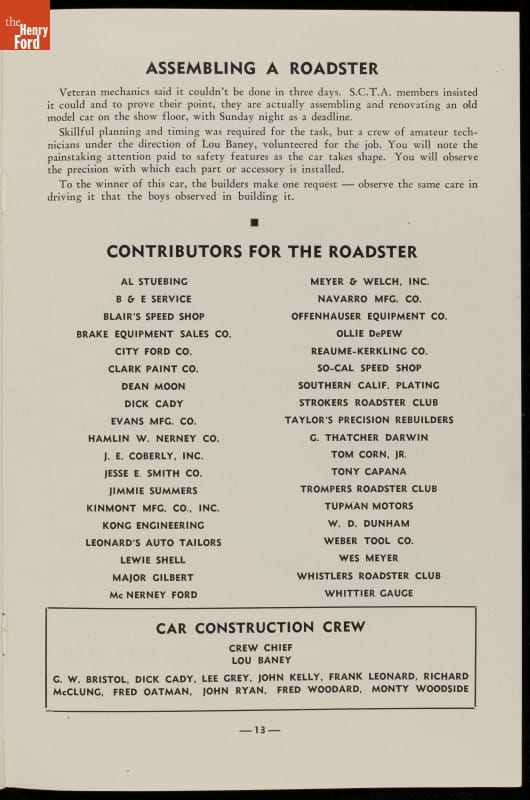 the
Henry
Ford
ASSEMBLING A ROADSTER
Veteran mechanics said it couldn't be done in three days. S.C.T.A. members insisted
it could and to prove their point, they are actually assembling and renovating an old
model car on the show floor, with Sunday night as a deadline.
Skillful planning and timing was required for the task, but a crew of amateur tech-
nicians under the direction of Lou Baney, volunteered for the job. You will note the
painstaking attention paid to safety features as the car takes shape. You will observe
the precision with which each part or accessory is installed.
To the winner of this car, the builders make one request — observe the same care in
driving it that the boys observed in building it.
CONTRIBUTORS FOR THE ROADSTER
AL STUEBING
B & E SERVICE
BLAIR'S SPEED SHOP
BRAKE EQUIPMENT SALES CO.
CITY FORD CO.
CLARK PAINT CO.
DEAN MOON
DICK CADY
EVANS MFG. CO.
HAMLIN W. NERNEY CO.
J. E. COBERLY, INC.
JESSE E. SMITH CO.
JIMMIE SUMMERS
KINMONT MFG. CO., INC.
KONG ENGINEERING
LEONARD'S AUTO TAILORS
LEWIE SHELL
MAJOR GILBERT
Mc NERNEY FORD
MEYER & WELCH, INC.
NAVARRO MFG. CO.
OFFENHAUSER EQUIPMENT CO.
OLLIE DePEW
REAUME-KERKLING CO.
SO-CAL SPEED SHOP
SOUTHERN CALIF. PLATING
STROKERS ROADSTER CLUB
TAYLOR'S PRECISION REBUILDERS
G. THATCHER DARWIN
TOM CORN, JR.
TONY CAPANA
TROMPERS ROADSTER CLUB
TUPMAN MOTORS
W. D. DUNHAM
WEBER TOOL CO.
WES MEYER
WHISTLERS ROADSTER CLUB
WHITTIER GAUGE
CAR CONSTRUCTION CREW
CREW CHIEF
LOU BANEY
G. W. BRISTOL, DICK CADY, LEE GREY, JOHN KELLY, FRANK LEONARD, RICHARD
McCLUNG, FRED OATMAN, JOHN RYAN, FRED WOODARD, MONTY WOODSIDE
— 13 —